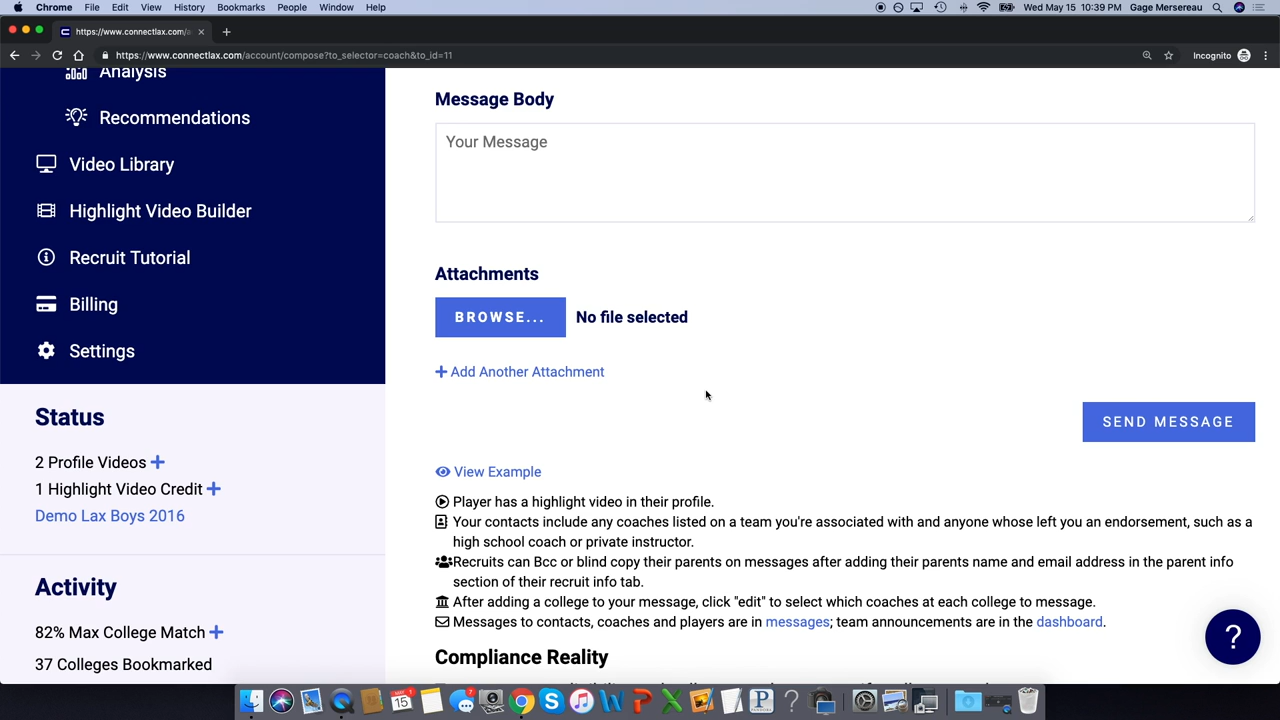 Chrome File Edit View History Bookmarks People Window Help Wed May 15 10:39 PM Gage Mersereau
https://www.connectlax.com/a
https://www.connectlax.com/account/compose?to_selector=coach&to_id=11 Incognito
Analysis
Recommendations
Video Library
Highlight Video Builder
Recruit Tutorial
Billing
Settings
Status
2 Profile Videos
1 Highlight Video Credit
Demo Lax Boys 2016
Activity
82% Max College Match
37 Colleges Bookmarked
Message Body
Your Message
Attachments
BROWSE... No file selected
Add Another Attachment
SEND MESSAGE
View Example
Player has a highlight video in their profile.
Your contacts include any coaches listed on a team you're associated with and anyone whose left you an endorsement, such as a
high school coach or private instructor.
Recruits can Bcc or blind copy their parents on messages after adding their parents name and email address in the parent info
section of their recruit info tab.
After adding a college to your message, click "edit" to select which coaches at each college to message.
Messages to contacts, coaches and players are in messages; team announcements are in the dashboard.
Compliance Reality
?